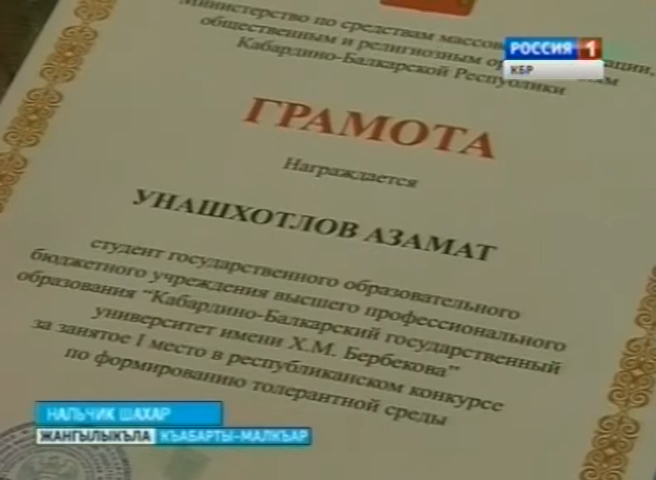 Министерство по средствам массовой
общественным и религиозным
Кабардино-Балкарской Республики
РОССИЯ 1
КБР
ГРАМОТА
Награждается
УНАШХОТЛОВ АЗАМАТ
студент государственного образовательного
бюджетного учреждения высшего профессионального
образования "Кабардино-Балкарский государственный
университет имени Х.М. Бербекова"
за занятое I место в республиканском конкурсе
по формированию толерантной среды
НАЛЬЧИК ШАХАР
ЖАНГЫЛЫКЪЛА КЪАБАРТЫ-МАЛКЪАР